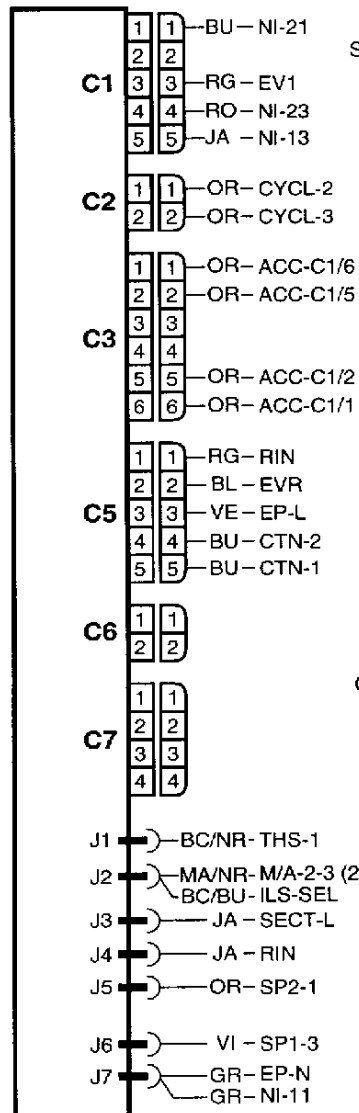 1 1 BU – NI-21
S
2 2
C1 3 3 RG – EV1
4 4 RO – NI-23
5 5 JA – NI-13
1 1 OR – CYCL-2
C2
2 2 OR – CYCL-3
1 1 OR – ACC-C1/6
2 2 OR – ACC-C1/5
3 3
C3
4 4
5 5 OR – ACC-C1/2
6 6 OR – ACC-C1/1
1 1 RG – RIN
2 2 BL – EVR
C5 3 3 VE – EP-L
4 4 BU – CTN-2
5 5 BU – CTN-1
1 1
C6
2 2
1 1
2 2
C7
3 3
4 4
J1 BC/NR – THS-1
J2 MA/NR – M/A-2-3 (2
BC/BU – ILS-SEL
J3 JA – SECT-L
J4 JA – RIN
J5 OR – SP2-1
J6 VI – SP1-3
J7 GR – EP-N
GR – NI-11